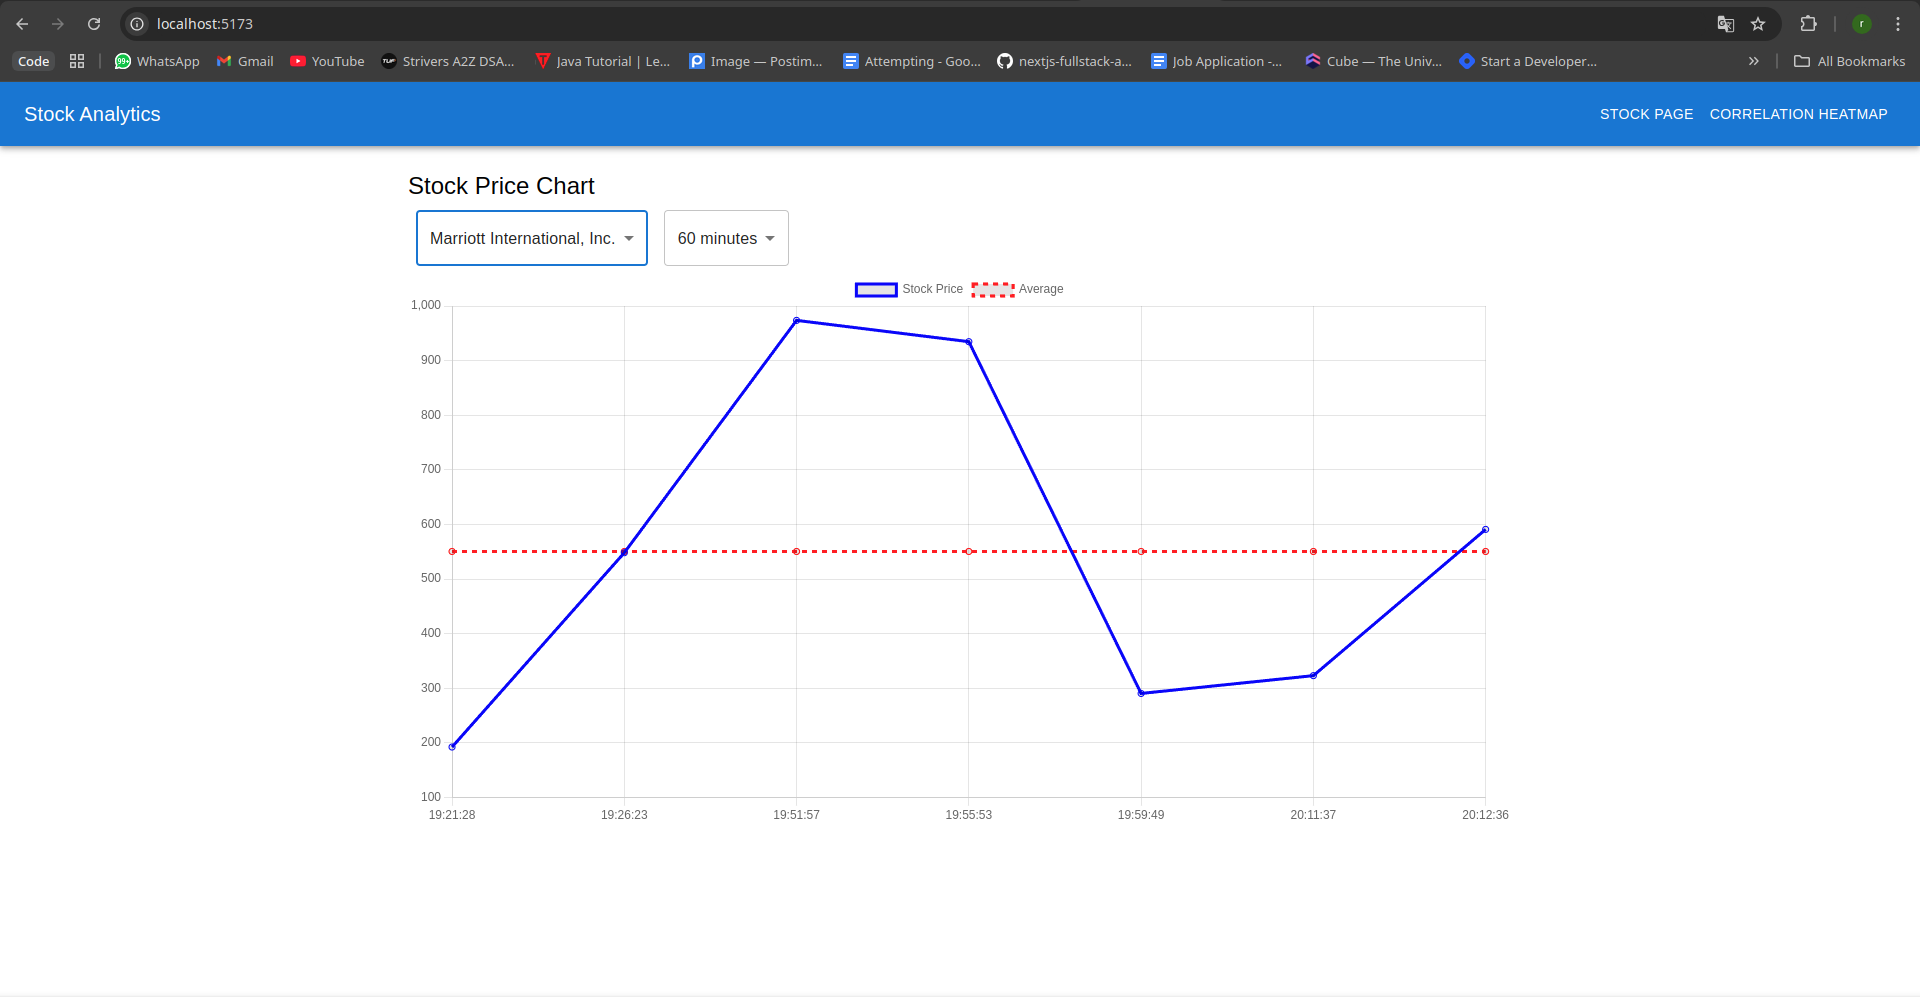 localhost:5173
r
Code
99+ WhatsApp
Gmail
YouTube
TUF Strivers A2Z DSA...
Java Tutorial | Le...
Image — Postim...
Attempting - Goo...
nextjs-fullstack-a...
Job Application -...
Cube — The Univ...
Start a Developer...
All Bookmarks
Stock Analytics
STOCK PAGE
CORRELATION HEATMAP
Stock Price Chart
Marriott International, Inc.
60 minutes
Stock Price
Average
1,000
900
800
700
600
500
400
300
200
100
19:21:28
19:26:23
19:51:57
19:55:53
19:59:49
20:11:37
20:12:36